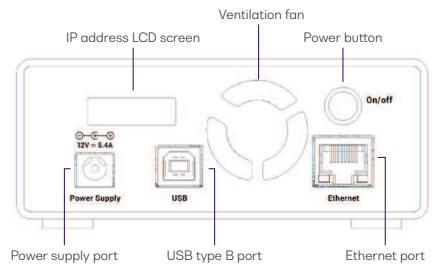 Ventilation fan
IP address LCD screen
Power button
On/off
12V = 5.4A
Power Supply
USB
Ethernet
Power supply port
USB type B port
Ethernet port